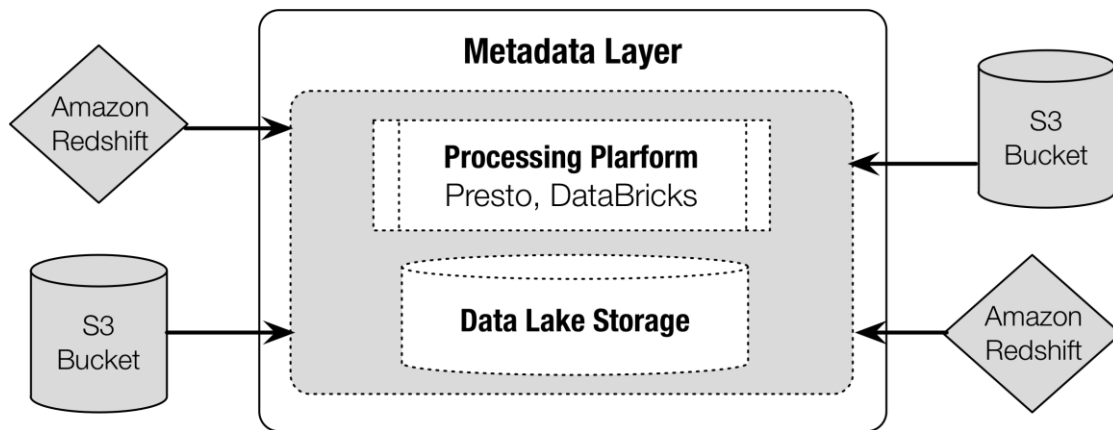 Metadata Layer
Amazon
Redshift
S3
Bucket
Processing Plarform
Presto, DataBricks
S3
Bucket
Data Lake Storage
Amazon
Redshift